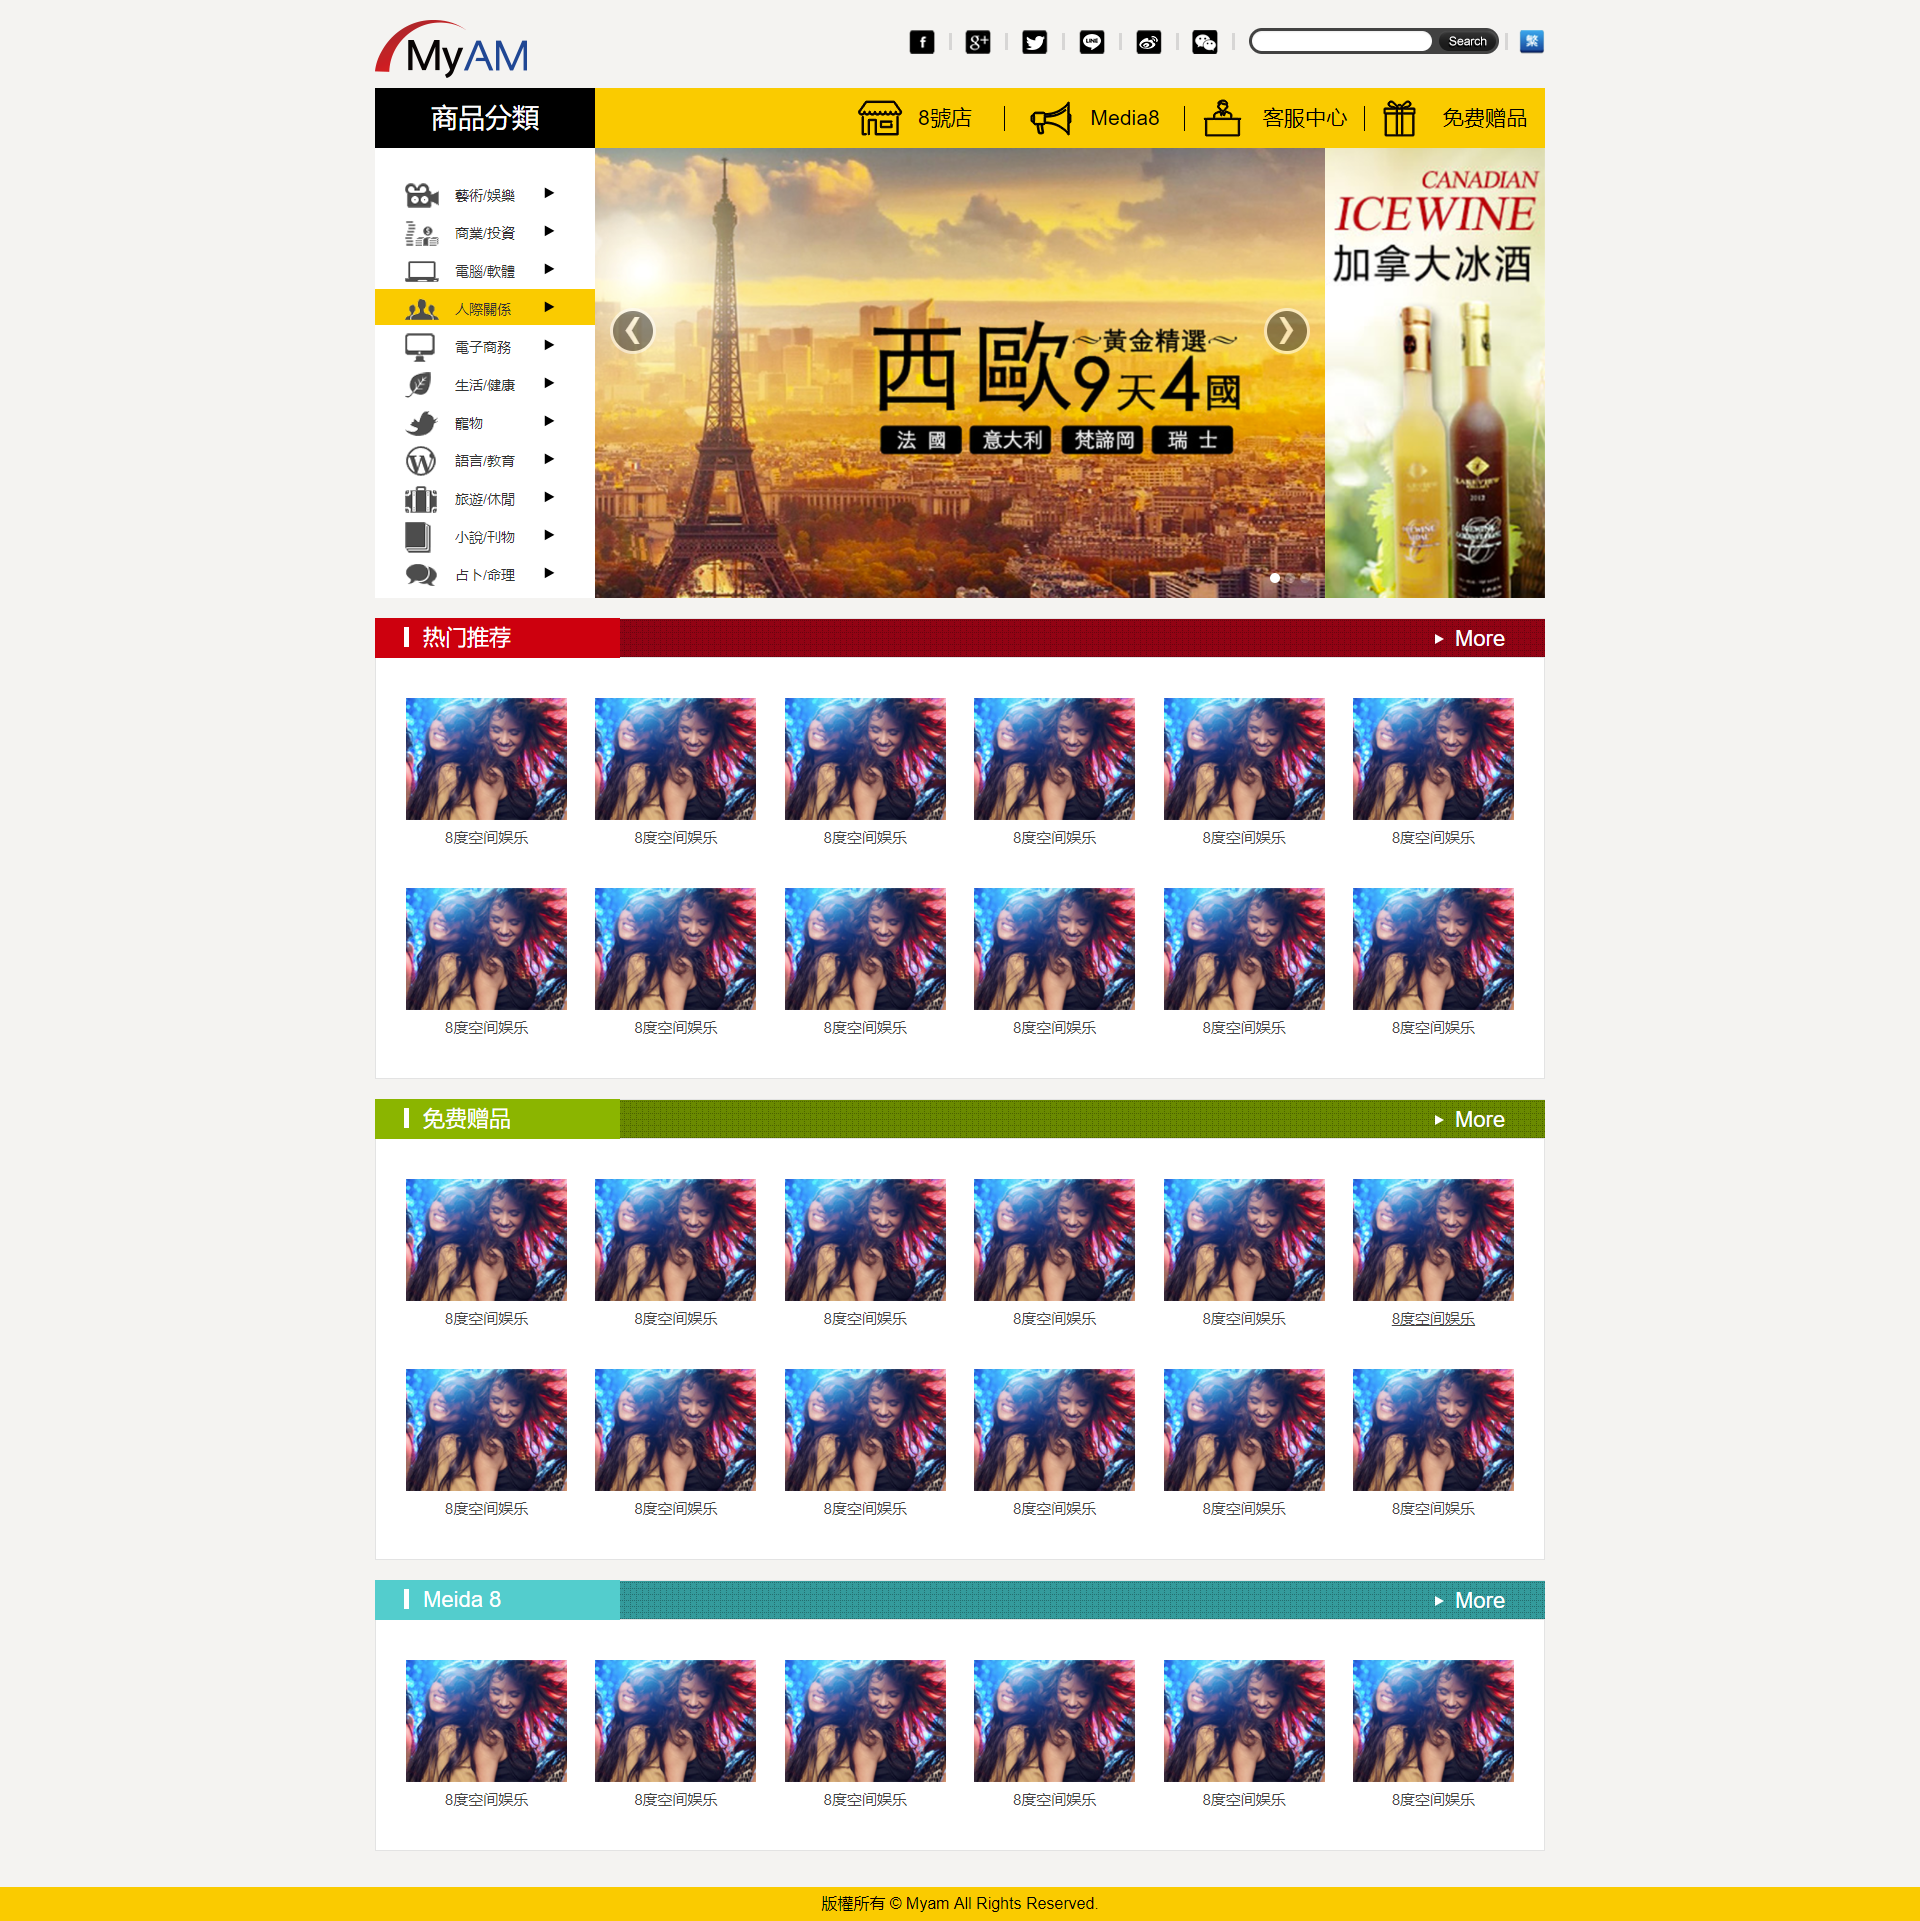 MyAM
f
g+
LINE
Search
繁
商品分類
8號店
Media8
客服中心
免费赠品
藝術/娛樂
商業/投資
電腦/軟體
人際關係
電子商務
生活/健康
寵物
語言/教育
旅遊/休閒
小說/刊物
占卜/命理
西歐
~黃金精選~
9天4國
法國
意大利
梵諦岡
瑞士
CANADIAN
ICEWINE
加拿大冰酒
2012
热门推荐
More
8度空间娱乐 8度空间娱乐 8度空间娱乐 8度空间娱乐 8度空间娱乐 8度空间娱乐
8度空间娱乐 8度空间娱乐 8度空间娱乐 8度空间娱乐 8度空间娱乐 8度空间娱乐
免费赠品
More
8度空间娱乐 8度空间娱乐 8度空间娱乐 8度空间娱乐 8度空间娱乐 8度空间娱乐
8度空间娱乐 8度空间娱乐 8度空间娱乐 8度空间娱乐 8度空间娱乐 8度空间娱乐
Meida 8
More
8度空间娱乐 8度空间娱乐 8度空间娱乐 8度空间娱乐 8度空间娱乐 8度空间娱乐
版權所有 © Myam All Rights Reserved.